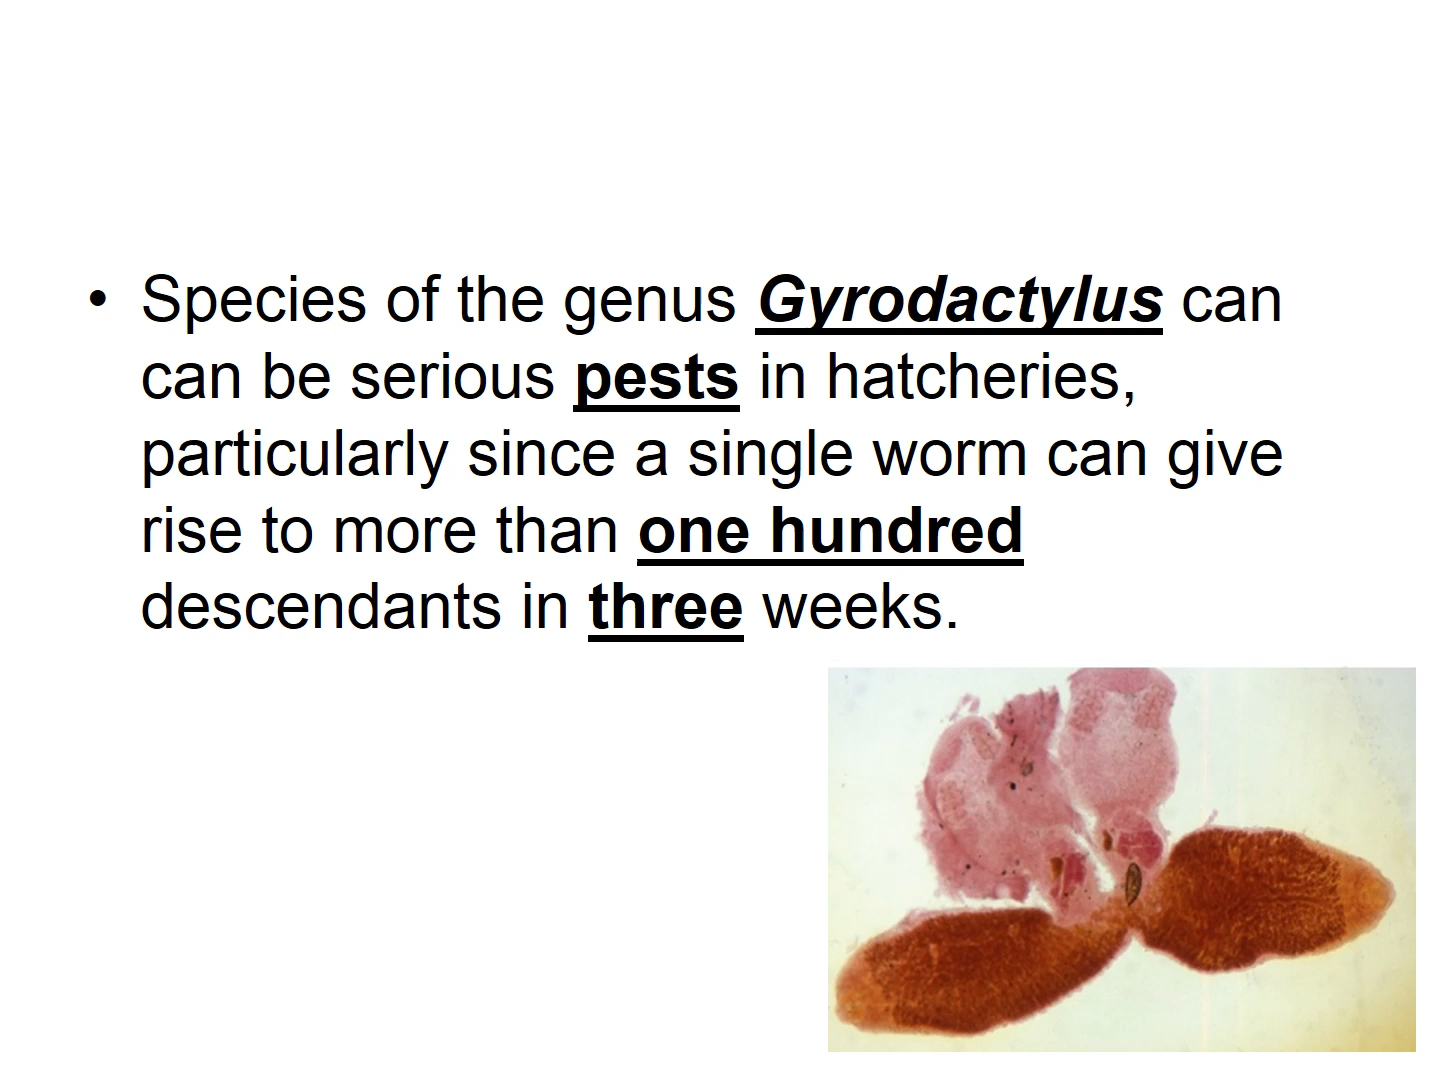 • Species of the genus Gyrodactylus can
can be serious pests in hatcheries,
particularly since a single worm can give
rise to more than one hundred
descendants in three weeks.